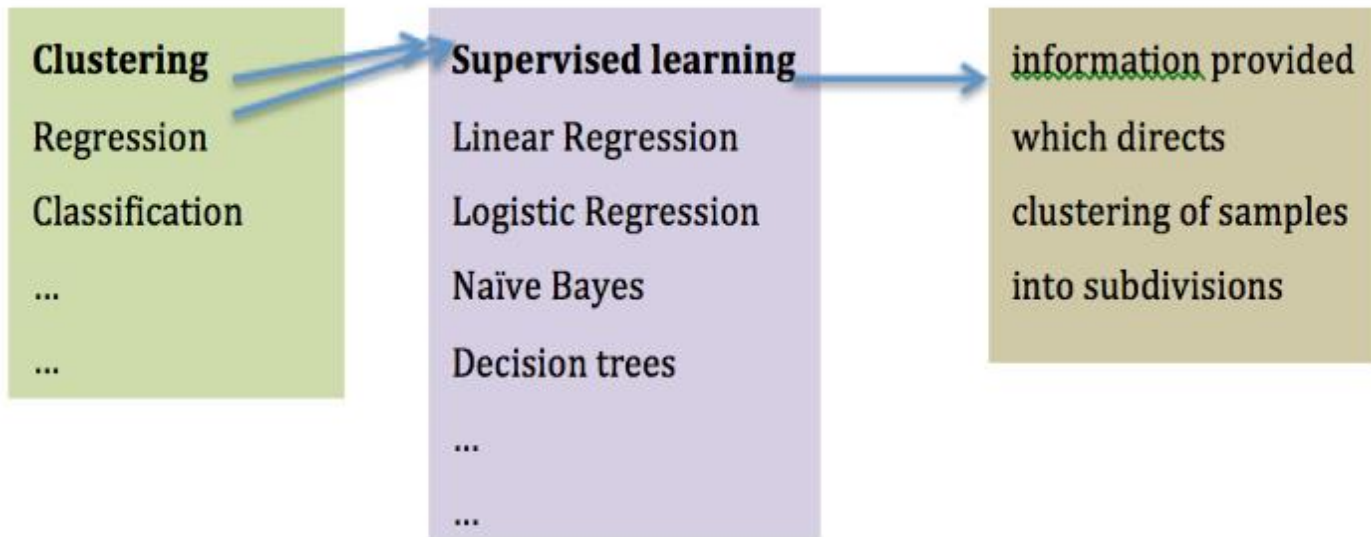 Clustering
Regression
Classification
...
...
Supervised learning
Linear Regression
Logistic Regression
Naïve Bayes
Decision trees
...
...
information provided
which directs
clustering of samples
into subdivisions